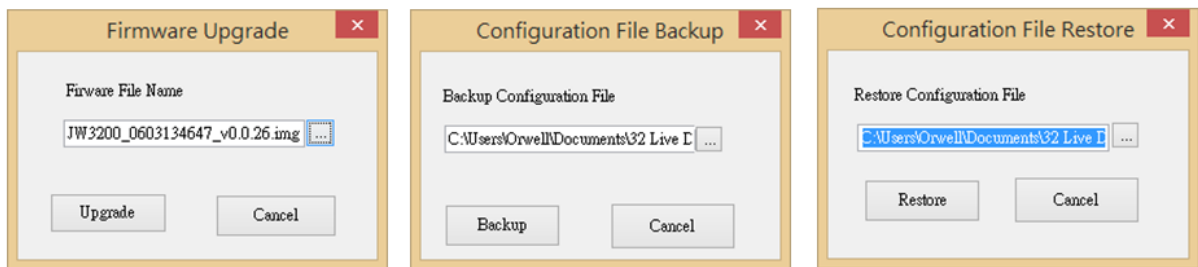 Firmware Upgrade
Firware File Name
JW3200_0603134647_v0.0.26.img ...
Upgrade Cancel
Configuration File Backup
Backup Configuration File
C:\Users\Orwell\Documents\32 Live D ...
Backup Cancel
Configuration File Restore
Restore Configuration File
C:\Users\Orwell\Documents\32 Live D ...
Restore Cancel